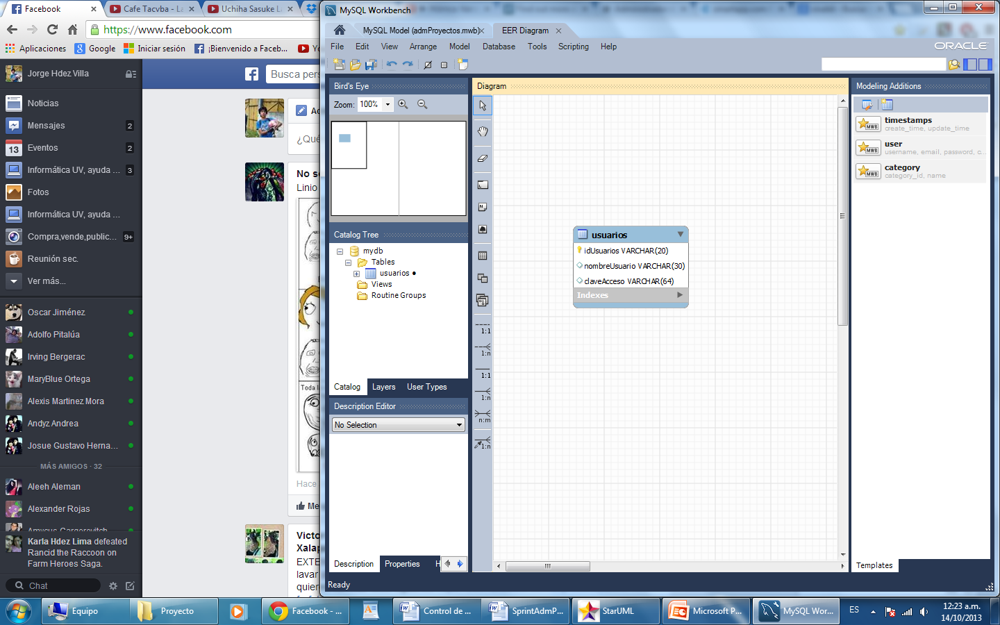 Facebook
Cafe Tacvba - La
Uchiha Sasuke L
https://www.facebook.com
Aplicaciones
Google
Iniciar sesión
¡Bienvenido a Faceb...
Jorge Hdez Villa
Busca pers
Noticias
Mensajes 2
Eventos 2
13
Informática UV, ayuda ... 3
Fotos
Informática UV, ayuda ...
Compra,vende,public... 9+
Reunión sec.
Ver más...
Oscar Jiménez
Adolfo Pitalúa
Irving Bergerac
MaryBlue Ortega
Alexis Martinez Mora
Andyz Andrea
Josue Gustavo Herna...
MÁS AMIGOS · 32
Aleeh Aleman
Alexander Rojas
Amycus Gargerovitch
Karla Hdez Lima defeated
Rancid the Raccoon on
Farm Heroes Saga.
Chat
¿Qué
No se
Linio
Toda la
Hace
Me
Victo
Xalap
EXTE
lavar
quier
MySQL Workbench
MySQL Model (admProyectos.mwb)
EER Diagram
File Edit View Arrange Model Database Tools Scripting Help
ORACLE
Bird's Eye
Zoom: 100%
Catalog Tree
mydb
Tables
usuarios
Views
Routine Groups
Catalog Layers User Types
Description Editor
No Selection
Description Properties H
Ready
Diagram
1:1
1:n
1:1
1:n
n:m
1:n
usuarios
idUsuarios VARCHAR(20)
nombreUsuario VARCHAR(30)
claveAcceso VARCHAR(64)
Indexes
Modeling Additions
timestamps
create_time, update_time
user
username, email, password, c...
category
category_id, name
Templates
Equipo
Proyecto
Facebook - ...
Control de ...
SprintAdmP...
StarUML
Microsoft P...
MySQL Wor...
ES
12:23 a.m.
14/10/2013